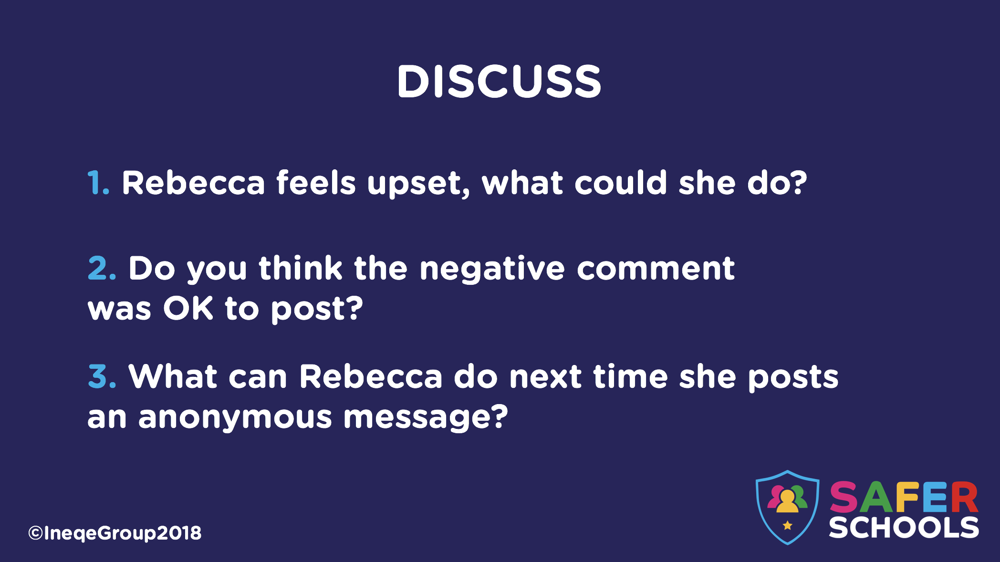 DISCUSS
1. Rebecca feels upset, what could she do?
2. Do you think the negative comment
was OK to post?
3. What can Rebecca do next time she posts
an anonymous message?
SAFER
SCHOOLS
©IneqeGroup2018